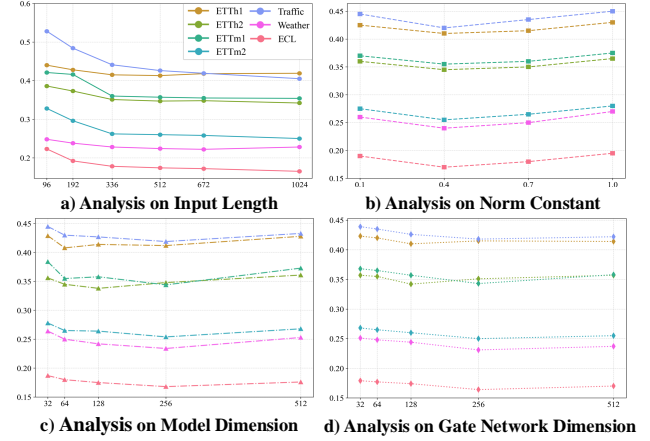 0.6
0.5
0.4
0.3
0.2
96 192 336 512 672 1024
ETTh1
ETTh2
ETTm1
ETTm2
Traffic
Weather
ECL
a) Analysis on Input Length
0.45
0.40
0.35
0.30
0.25
0.20
0.15
0.1 0.4 0.7 1.0
b) Analysis on Norm Constant
0.45
0.40
0.35
0.30
0.25
0.20
0.15
32 64 128 256 512
c) Analysis on Model Dimension
0.45
0.40
0.35
0.30
0.25
0.20
0.15
32 64 128 256 512
d) Analysis on Gate Network Dimension